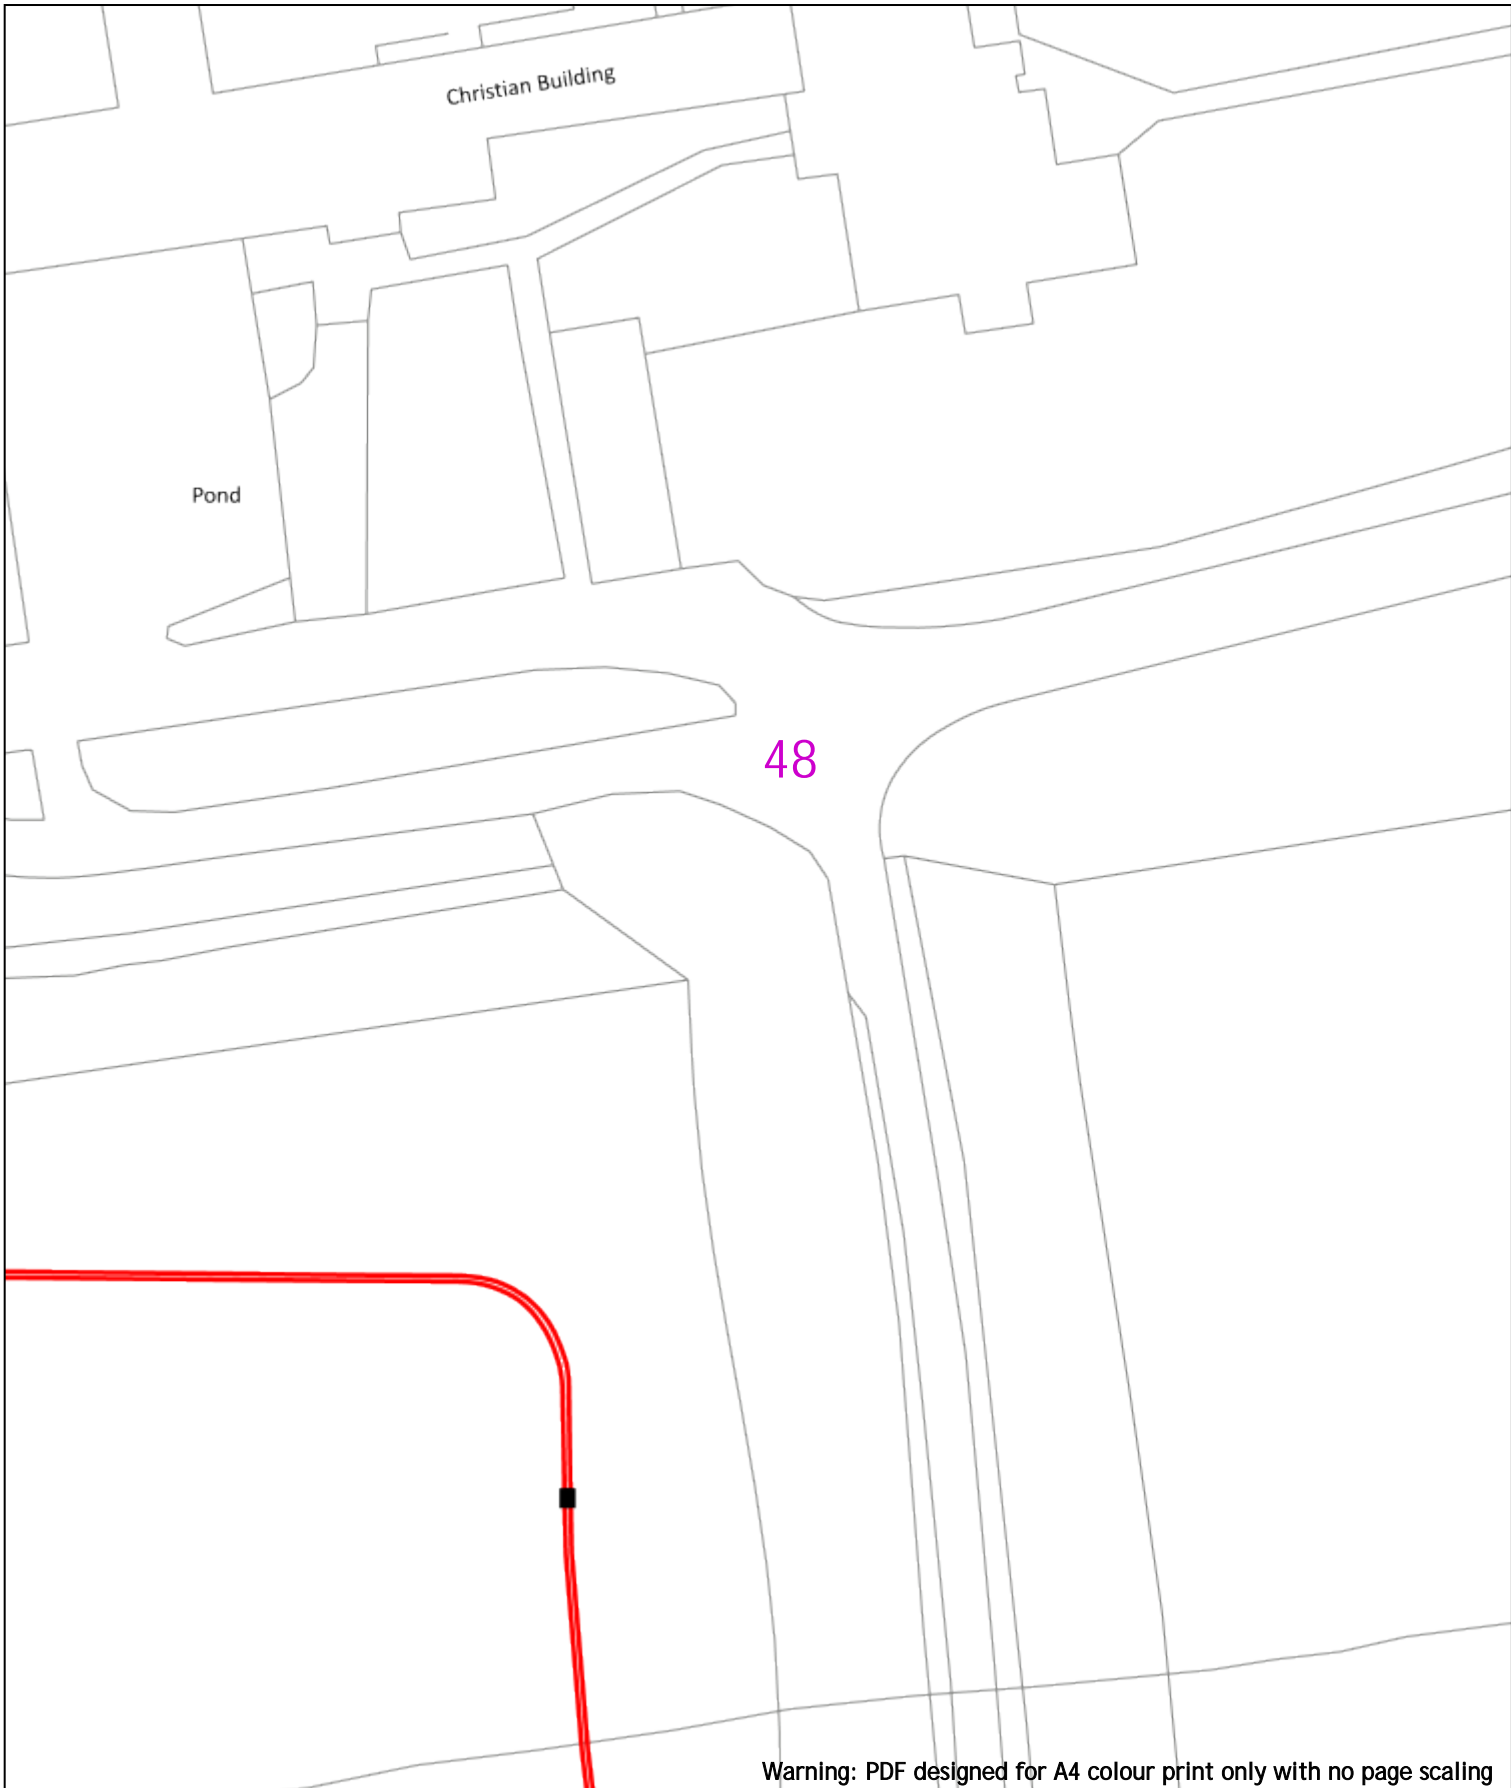 Christian Building
Pond
48
Warning: PDF designed for A4 colour print only with no page scaling